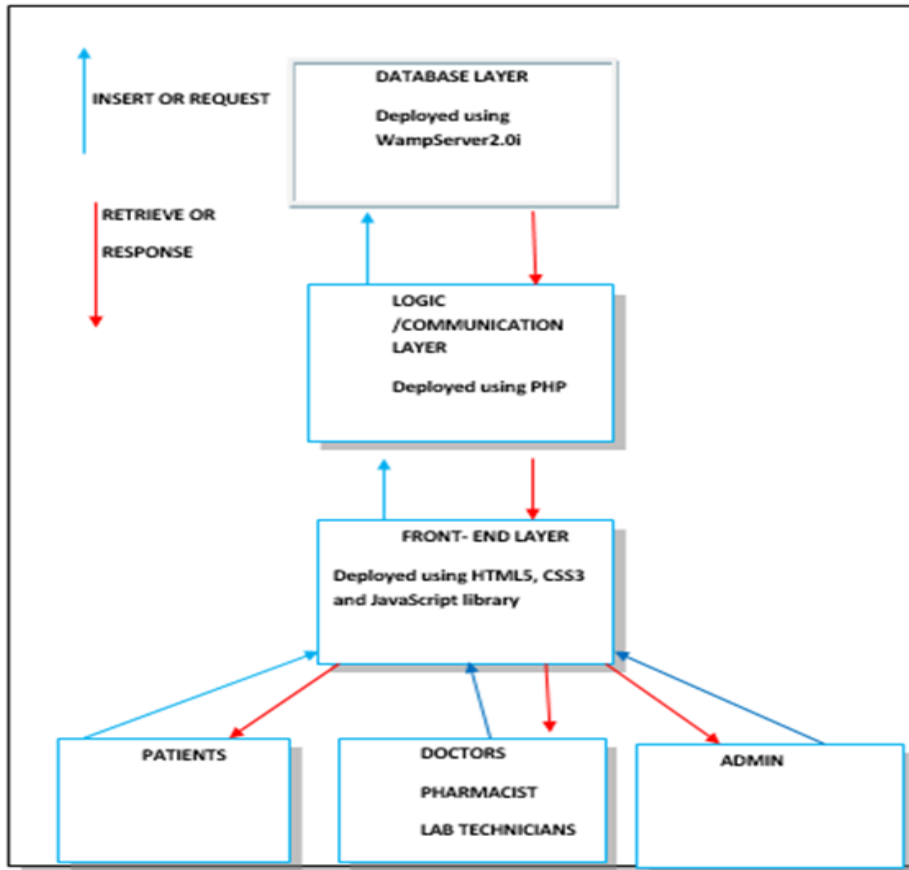 INSERT OR REQUEST
RETRIEVE OR
RESPONSE
DATABASE LAYER
Deployed using
WampServer2.0i
LOGIC
/COMMUNICATION
LAYER
Deployed using PHP
FRONT- END LAYER
Deployed using HTML5, CSS3
and JavaScript library
PATIENTS
DOCTORS
PHARMACIST
LAB TECHNICIANS
ADMIN